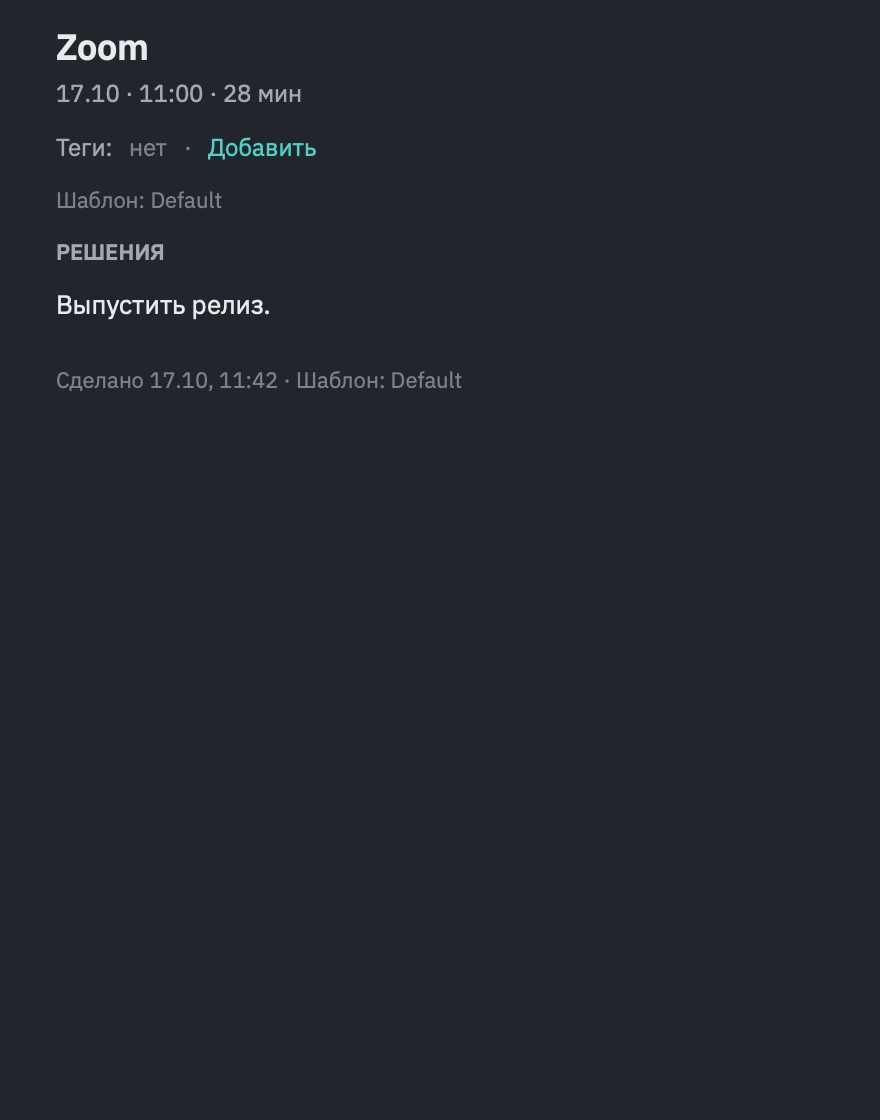 Zoom
17.10 · 11:00 · 28 мин
Теги: нет · Добавить
Шаблон: Default
РЕШЕНИЯ
Выпустить релиз.
Сделано 17.10, 11:42 · Шаблон: Default